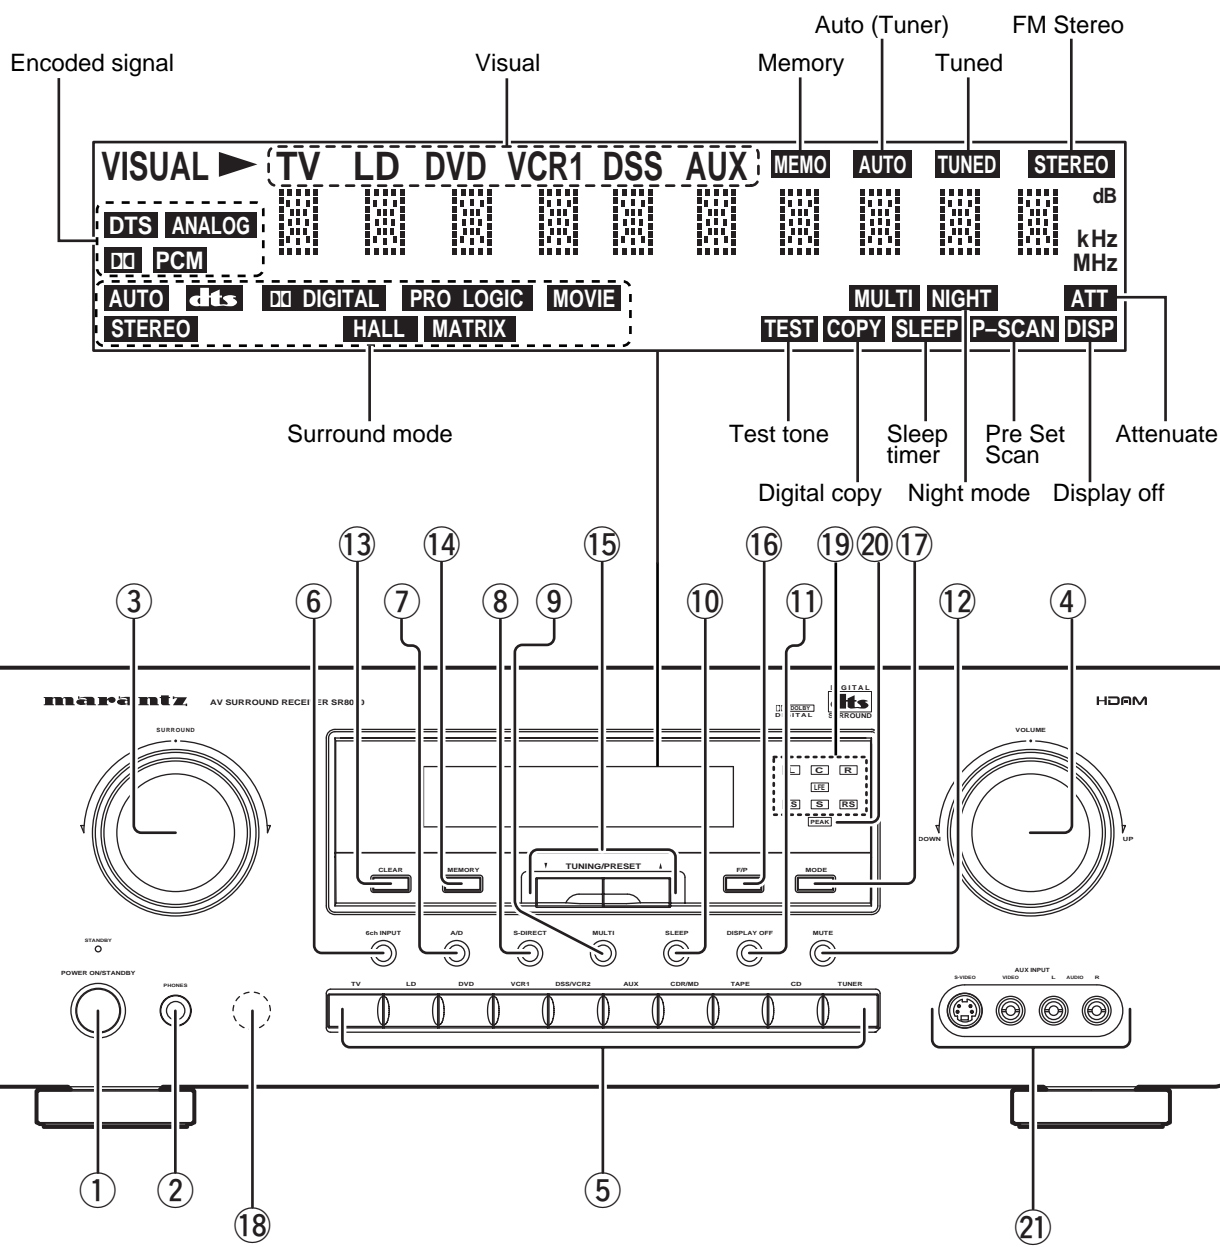 Auto (Tuner) FM Stereo
Encoded signal Visual Memory Tuned
VISUAL ► TV LD DVD VCR1 DSS AUX MEMO AUTO TUNED STEREO
dB
DTS ANALOG
kHz
PCM
MHz
AUTO dts DIGITAL PRO LOGIC MOVIE MULTI NIGHT ATT
STEREO HALL MATRIX TEST COPY SLEEP P–SCAN DISP
Surround mode Test tone Sleep timer Pre Set Scan Attenuate
Digital copy Night mode Display off
13 14 15 16 19 20 17
3 6 7 8 9 10 11 12 4
marantz AV SURROUND RECEIVER HDAM
DOLBY DIGITAL
dts
SURROUND VOLUME
C R
LFE
S RS
PEAK
DOWN UP
CLEAR MEMORY TUNING/PRESET F/P MODE
6ch INPUT A/D S-DIRECT MULTI SLEEP DISPLAY OFF MUTE
STANDBY
POWER ON/STANDBY
PHONES
AUX INPUT
S-VIDEO VIDEO L AUDIO R
TV LD DVD VCR1 DSS/VCR2 AUX CDR/MD TAPE CD TUNER
1 2 5
18 21